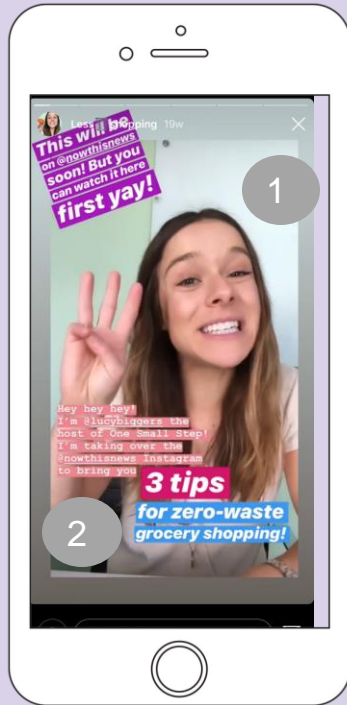 Less Shopping 19w
This will be
on @nowthisnews
soon! But you
can watch it here
first yay!
1
Hey hey hey!
I'm @lucybiggers the
host of One Small Step!
I'm taking over the
@nowthisnews Instagram
to bring you
3 tips
for zero-waste
grocery shopping!
2